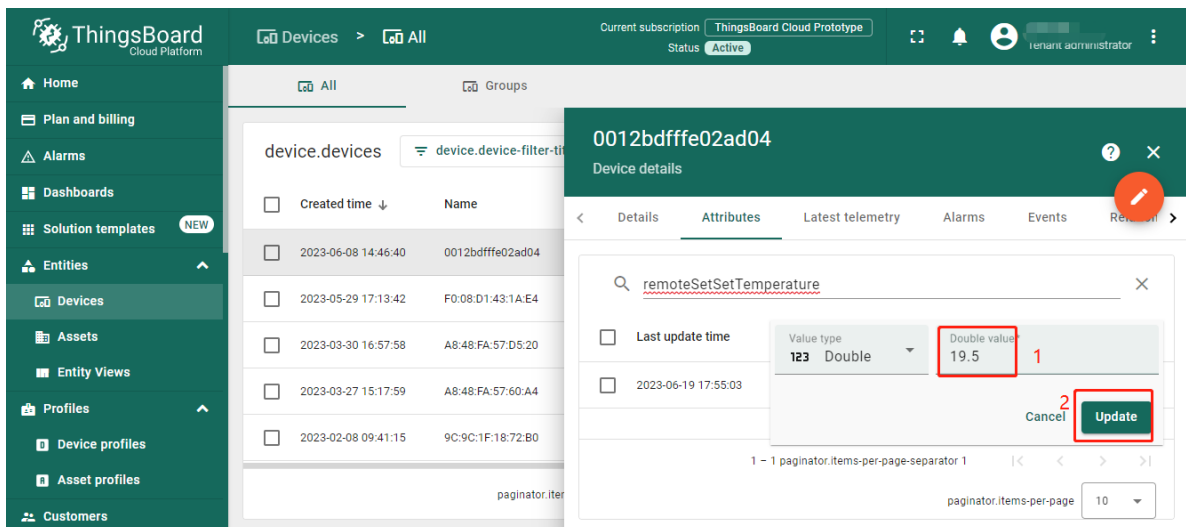 ThingsBoard
Cloud Platform
Devices > All
Current subscription ThingsBoard Cloud Prototype
Status Active
Tenant administrator
Home
Plan and billing
Alarms
Dashboards
Solution templates NEW
Entities
Devices
Assets
Entity Views
Profiles
Device profiles
Asset profiles
Customers
All Groups
device.devices device.device-filter-tit
Created time ↓ Name
2023-06-08 14:46:40 0012bdfffe02ad04
2023-05-29 17:13:42 F0:08:D1:43:1A:E4
2023-03-30 16:57:58 A8:48:FA:57:D5:20
2023-03-27 15:17:59 A8:48:FA:57:60:A4
2023-02-08 09:41:15 9C:9C:1F:18:72:B0
paginator.iter
0012bdfffe02ad04
Device details
Details Attributes Latest telemetry Alarms Events
remoteSetSetTemperature
Last update time
2023-06-19 17:55:03
Value type
123 Double
Double value*
19.5
1
2
Cancel Update
1 – 1 paginator.items-per-page-separator 1
paginator.items-per-page 10